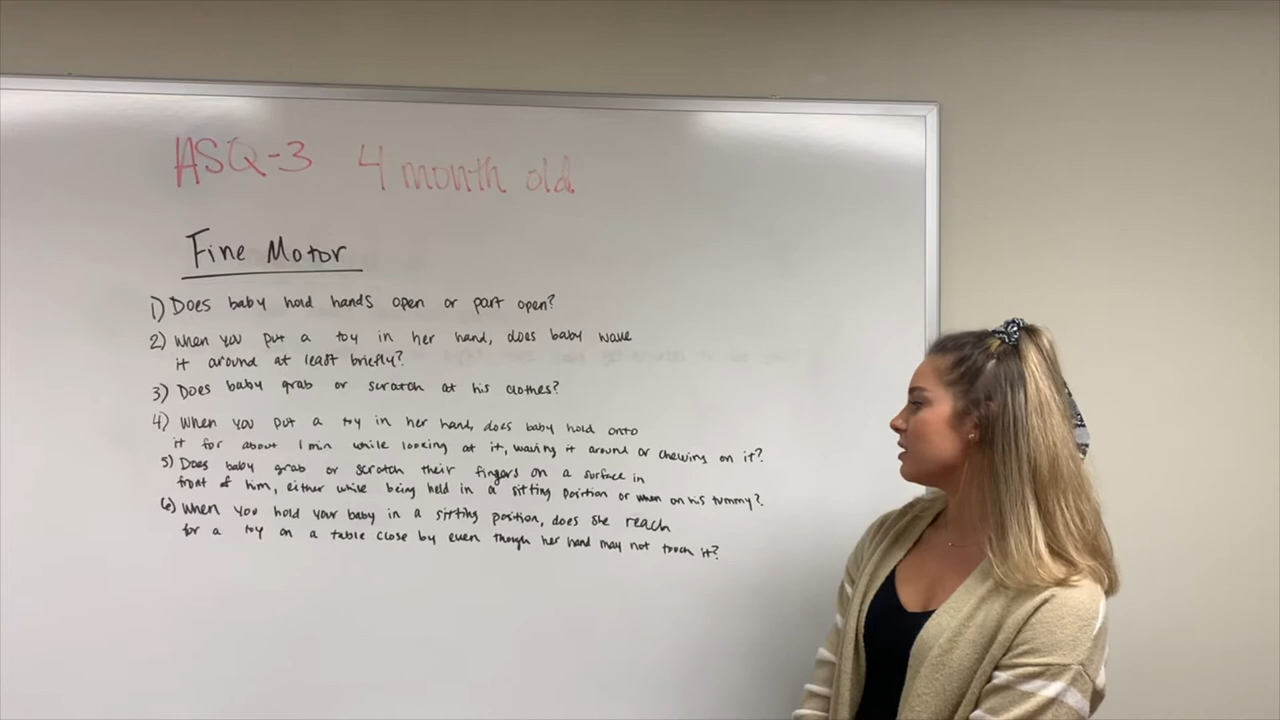 ASQ-3 4 month old
Fine Motor
1) Does baby hold hands open or part open?
2) When you put a toy in her hand, does baby wave
it around at least briefly?
3) Does baby grab or scratch at his clothes?
4) When you put a toy in her hand, does baby hold onto
it for about 1 min while looking at it, waving it around or chewing on it?
5) Does baby grab or scratch their fingers on a surface in
front of him, either while being held in a sitting position or when on his tummy?
6) When you hold your baby in a sitting position, does she reach
for a toy on a table close by even though her hand may not touch it?